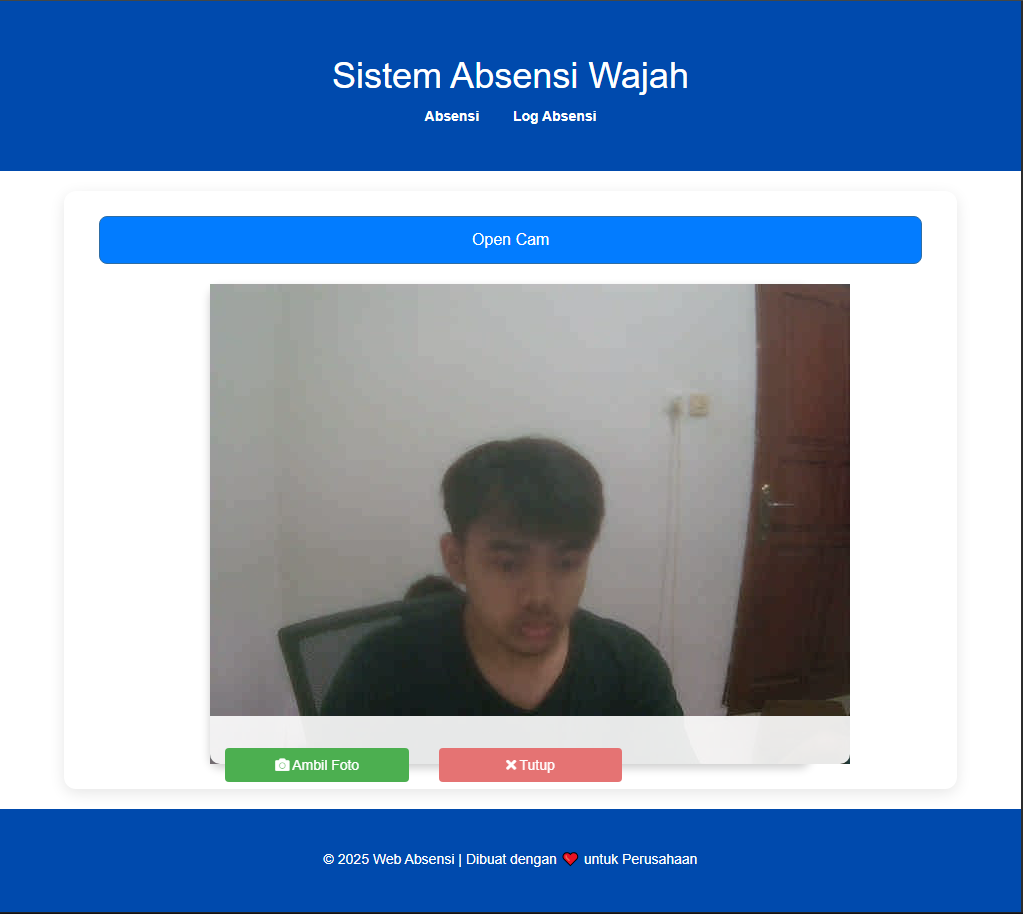 Sistem Absensi Wajah
Absensi Log Absensi
Open Cam
Ambil Foto Tutup
© 2025 Web Absensi | Dibuat dengan ❤️ untuk Perusahaan